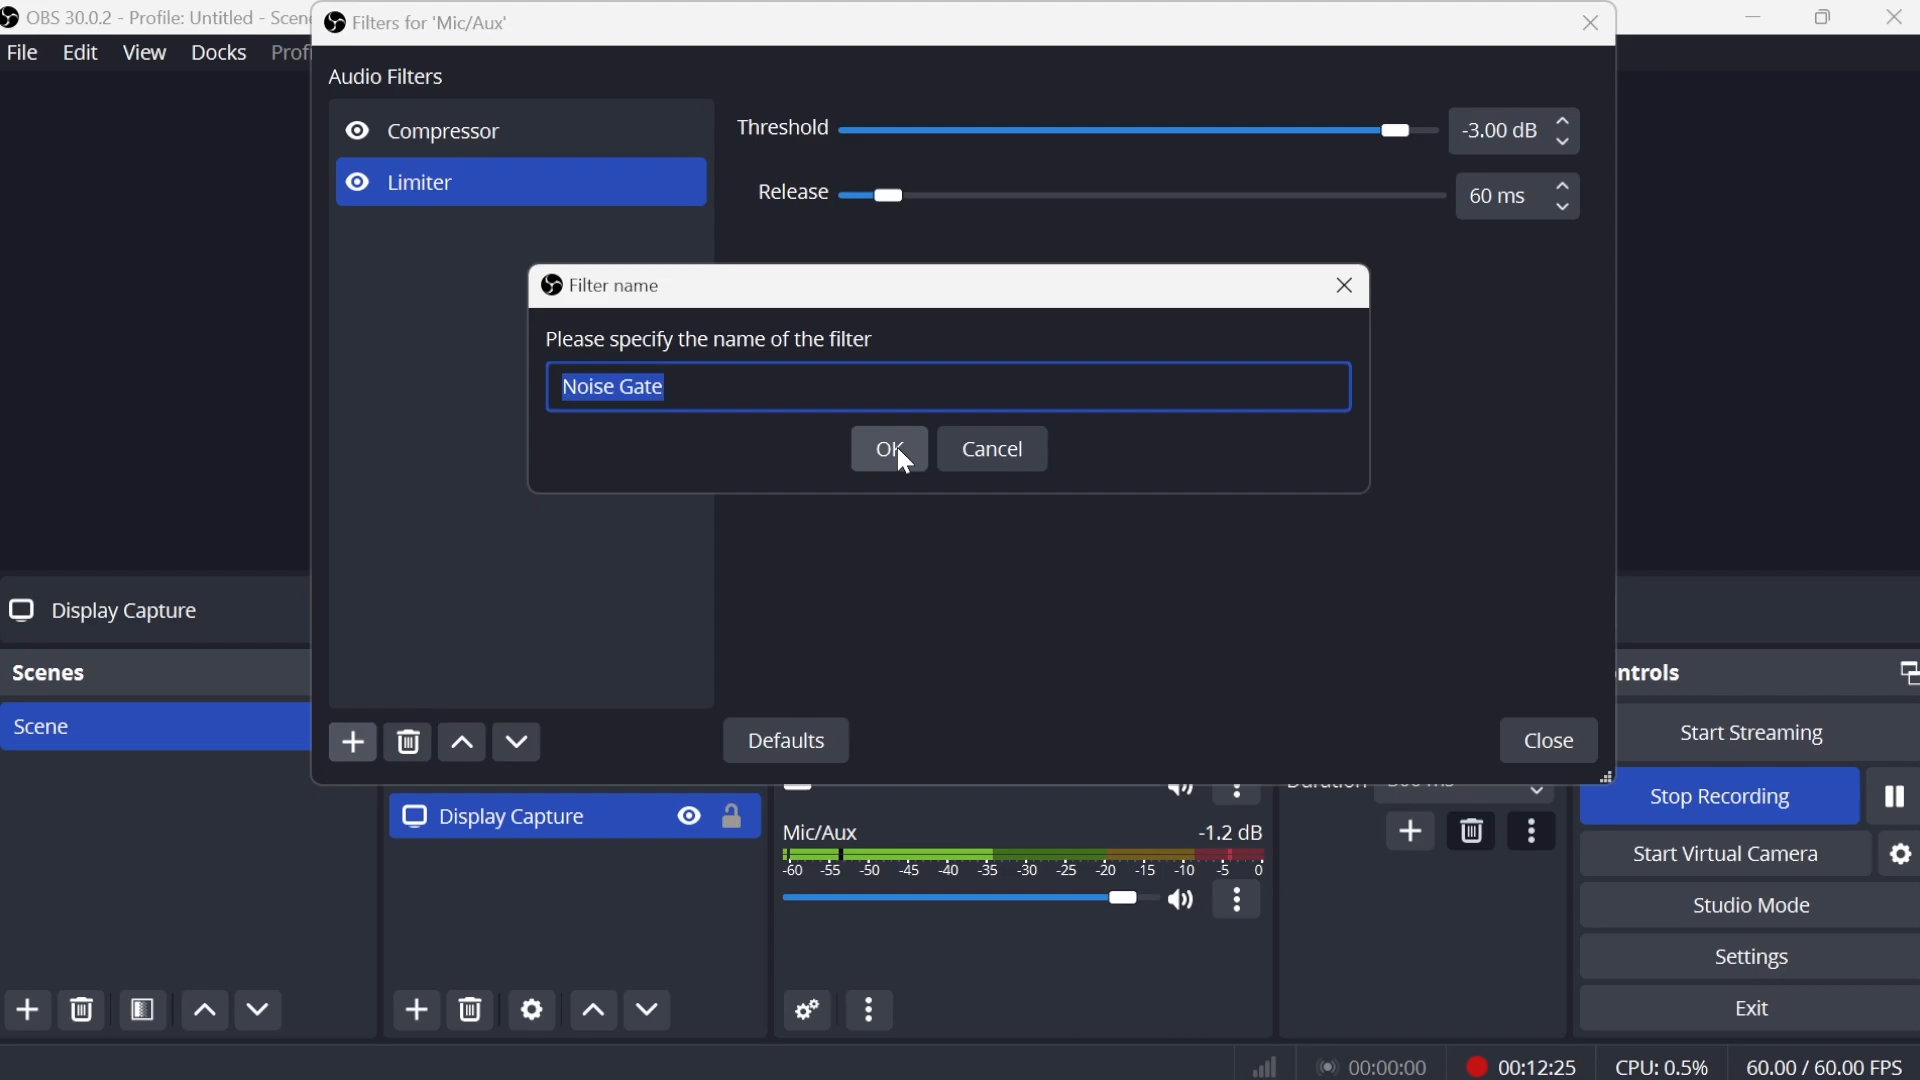 OBS 30.0.2 - Profile: Untitled - Scen
Filters for 'Mic/Aux'
File Edit View Docks Prof
Audio Filters
Compressor
Limiter
Threshold -3.00 dB
Release 60 ms
Filter name
Please specify the name of the filter
Noise Gate
OK Cancel
Display Capture
Scenes
Scene
Defaults
Close
Display Capture
Mic/Aux -1.2 dB
-60 -55 -50 -45 -40 -35 -30 -25 -20 -15 -10 -5 0
ntrols
Start Streaming
Stop Recording
Start Virtual Camera
Studio Mode
Settings
Exit
00:00:00 00:12:25 CPU: 0.5% 60.00 / 60.00 FPS